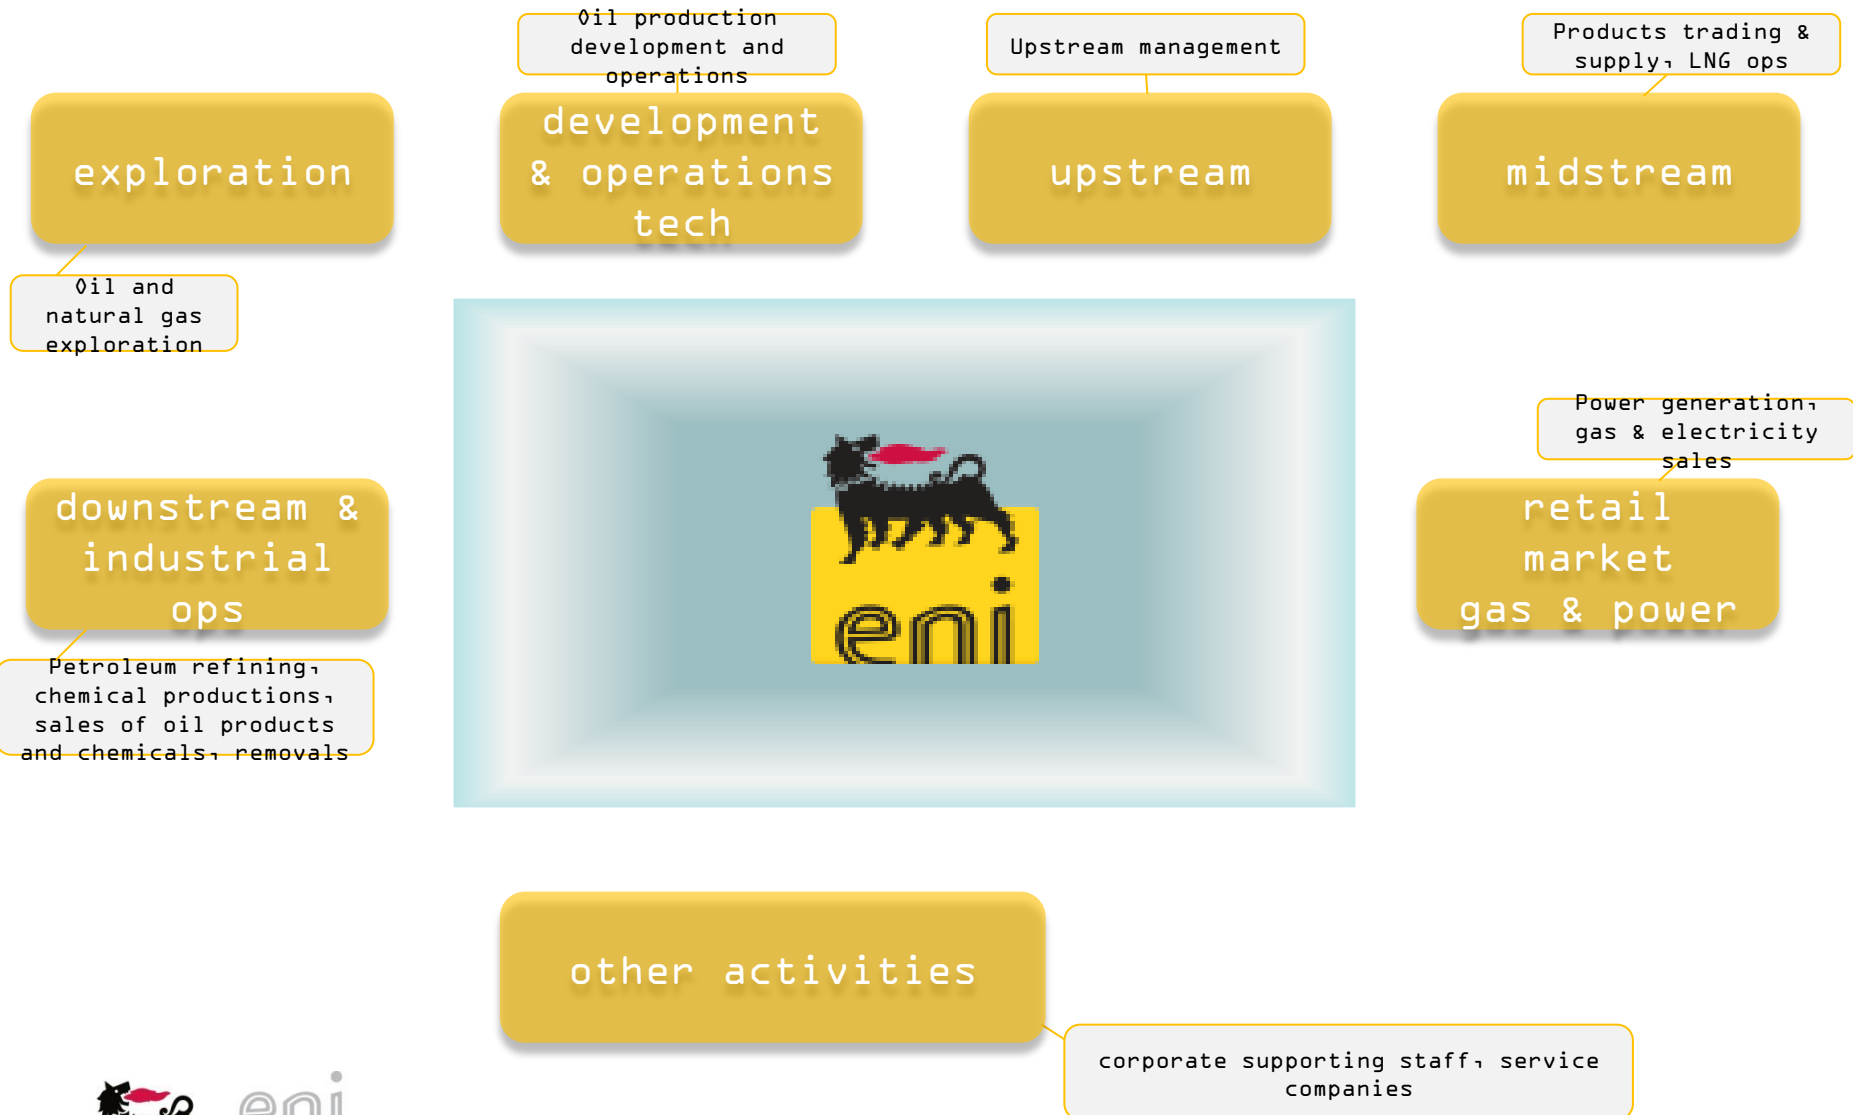 Oil production
development and
operations
Upstream management
Products trading &
supply, LNG ops
exploration
development
& operations
tech
upstream
midstream
Oil and
natural gas
exploration
Power generation,
gas & electricity
sales
downstream &
industrial
ops
eni
retail
market
gas & power
Petroleum refining,
chemical productions,
sales of oil products
and chemicals, removals
other activities
corporate supporting staff, service
companies
eni